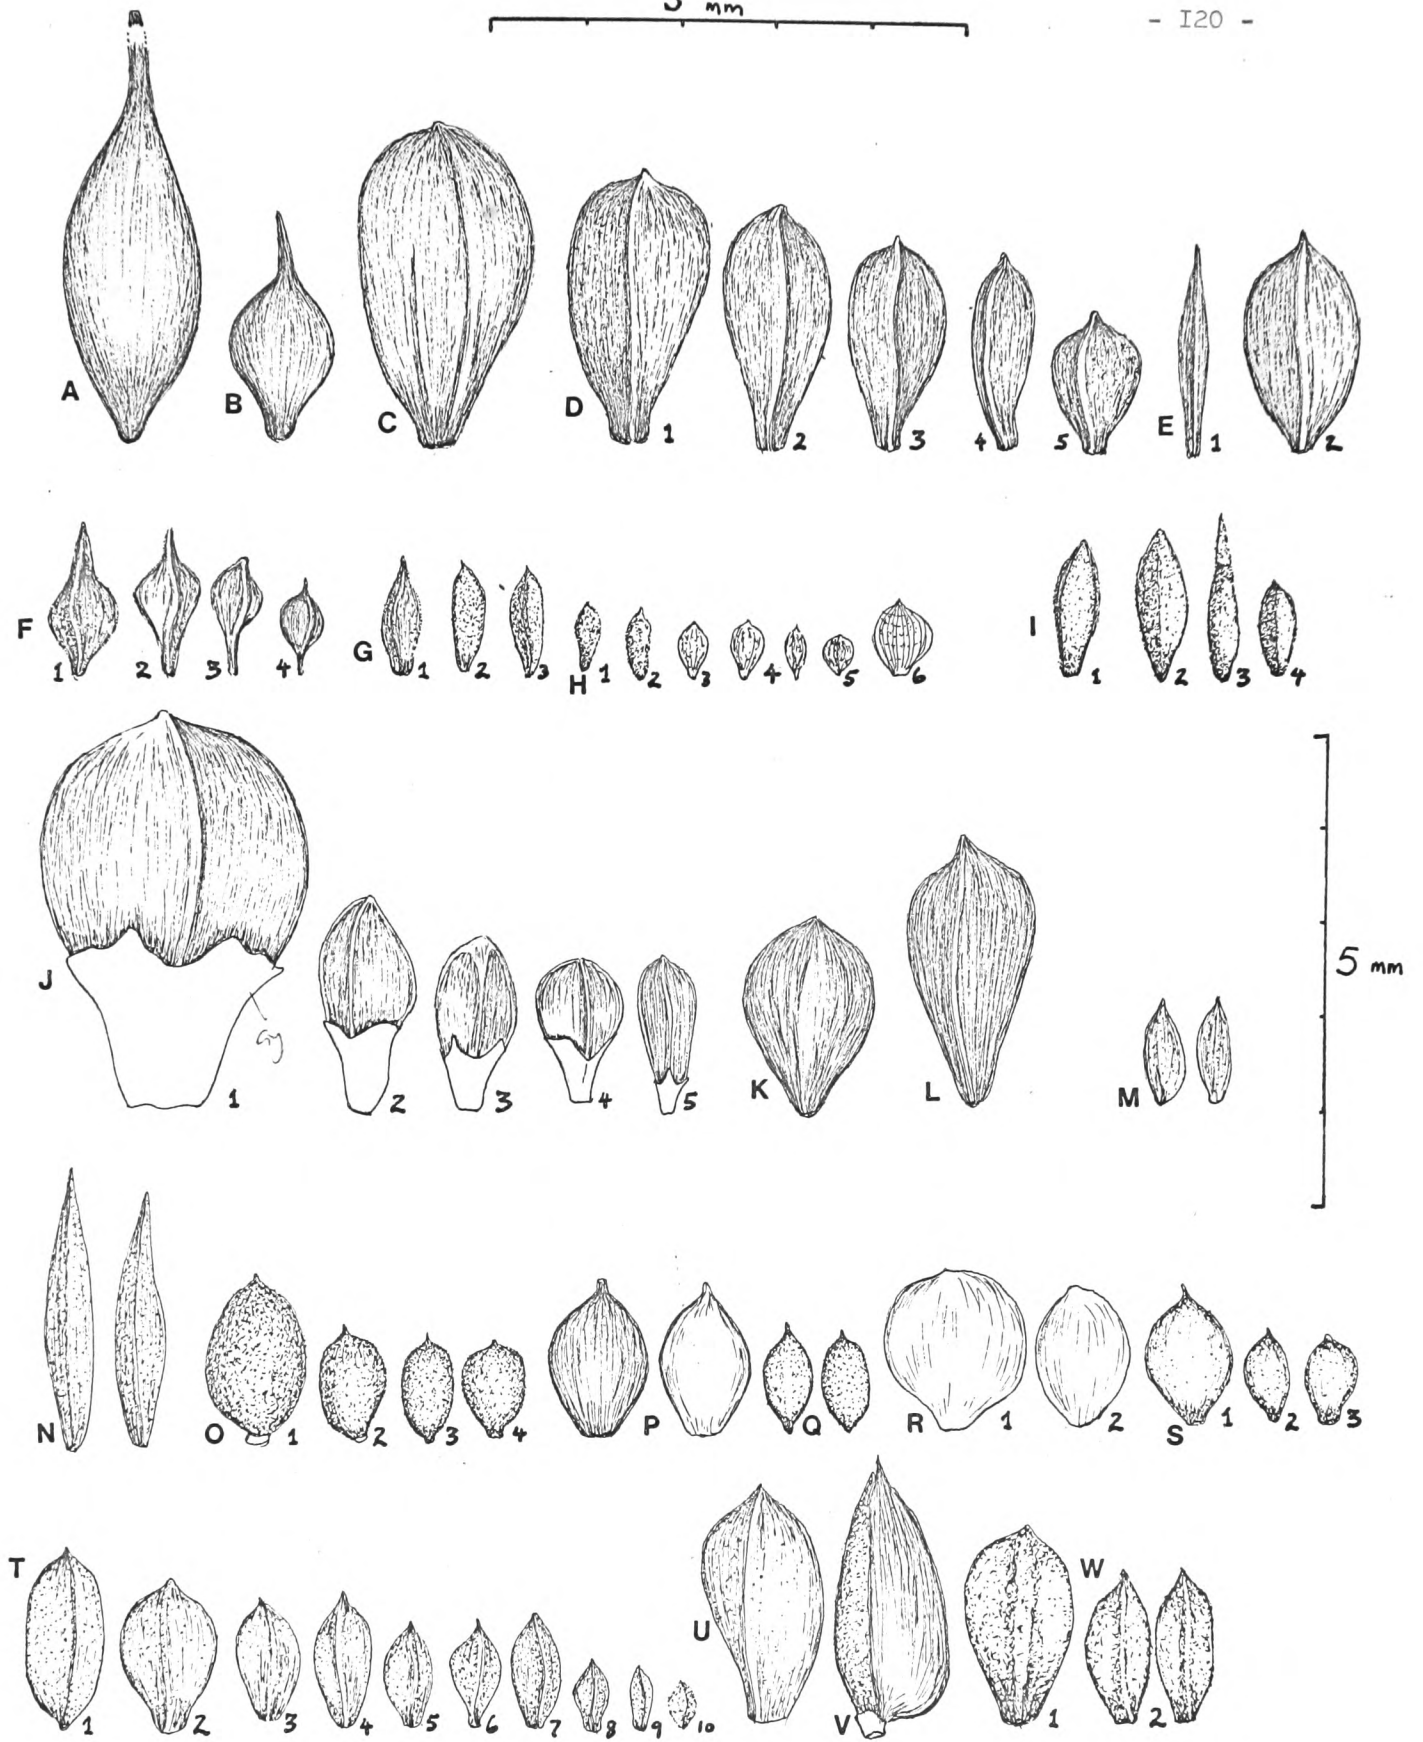 5 mm
- I20 -
A B C D 1 2 3 4 5 E 1 2
F 1 2 3 4 G 1 2 3 H 1 2 3 4 5 6 I 1 2 3 4
J 1 2 3 4 5 K L M
5 mm
N O 1 2 3 4 P Q R 1 2 S 1 2 3
T 1 2 3 4 5 6 7 8 9 10 U V W 1 2